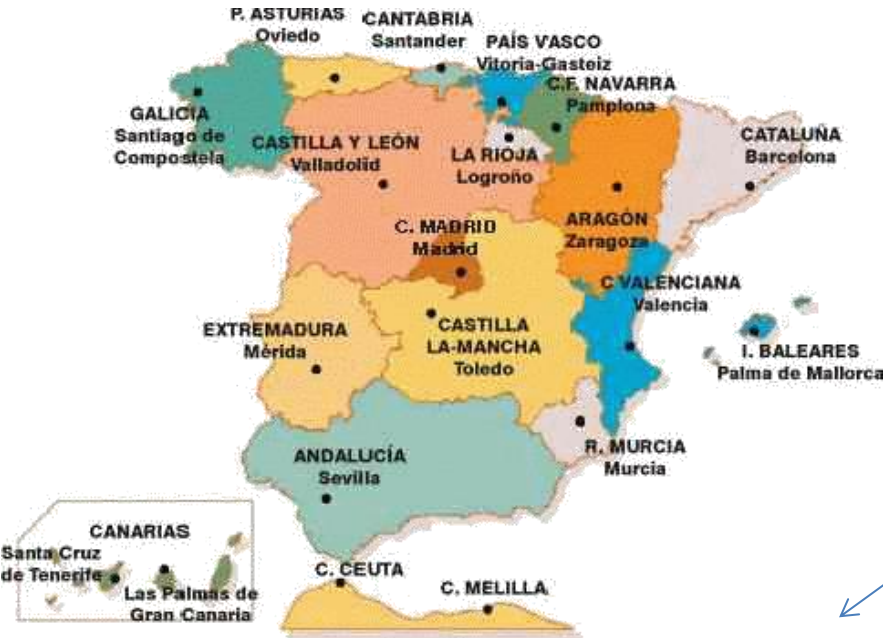 P. ASTURIAS
Oviedo
CANTABRIA
Santander
PAÍS VASCO
Vitoria-Gasteiz
C.F. NAVARRA
Pamplona
GALICIA
Santiago de
Compostela
CASTILLA Y LEÓN
Valladolid
LA RIOJA
Logroño
CATALUÑA
Barcelona
ARAGÓN
Zaragoza
C. MADRID
Madrid
C VALENCIANA
Valencia
EXTREMADURA
Mérida
CASTILLA
LA-MANCHA
Toledo
I. BALEARES
Palma de Mallorca
R. MURCIA
Murcia
ANDALUCÍA
Sevilla
CANARIAS
Santa Cruz
de Tenerife
Las Palmas de
Gran Canaria
C. CEUTA
C. MELILLA